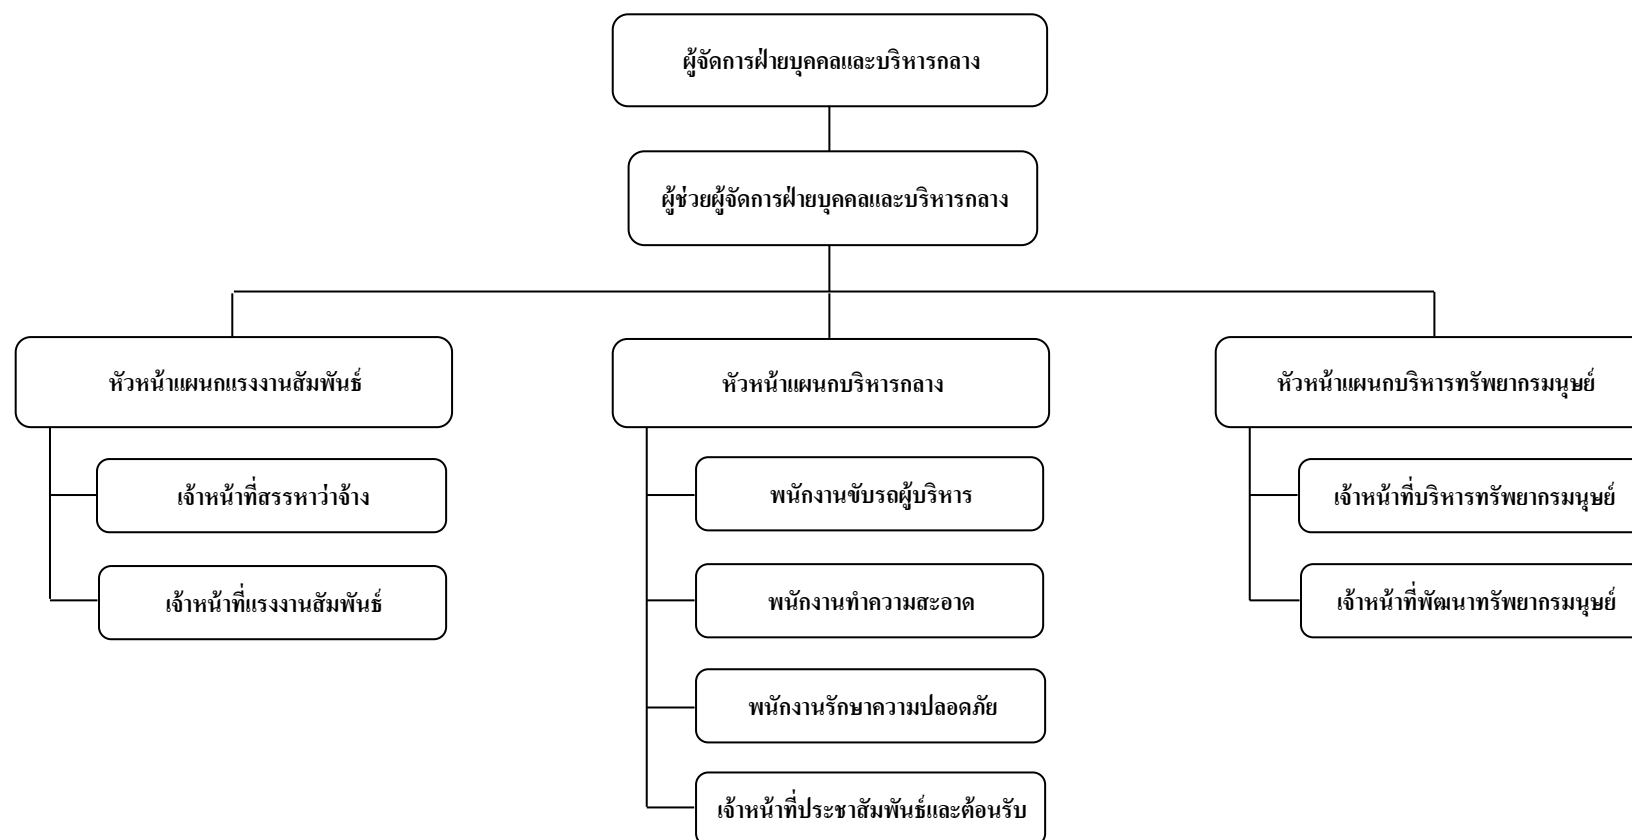 ผู้จัดการฝ่ายบุคคลและบริหารกลาง
ผู้ช่วยผู้จัดการฝ่ายบุคคลและบริหารกลาง
หัวหน้าแผนกแรงงานสัมพันธ์
เจ้าหน้าที่สรรหาว่าจ้าง
เจ้าหน้าที่แรงงานสัมพันธ์
หัวหน้าแผนกบริหารกลาง
พนักงานขับรถผู้บริหาร
พนักงานทำความสะอาด
พนักงานรักษาความปลอดภัย
เจ้าหน้าที่ประชาสัมพันธ์และต้อนรับ
หัวหน้าแผนกบริหารทรัพยากรมนุษย์
เจ้าหน้าที่บริหารทรัพยากรมนุษย์
เจ้าหน้าที่พัฒนาทรัพยากรมนุษย์